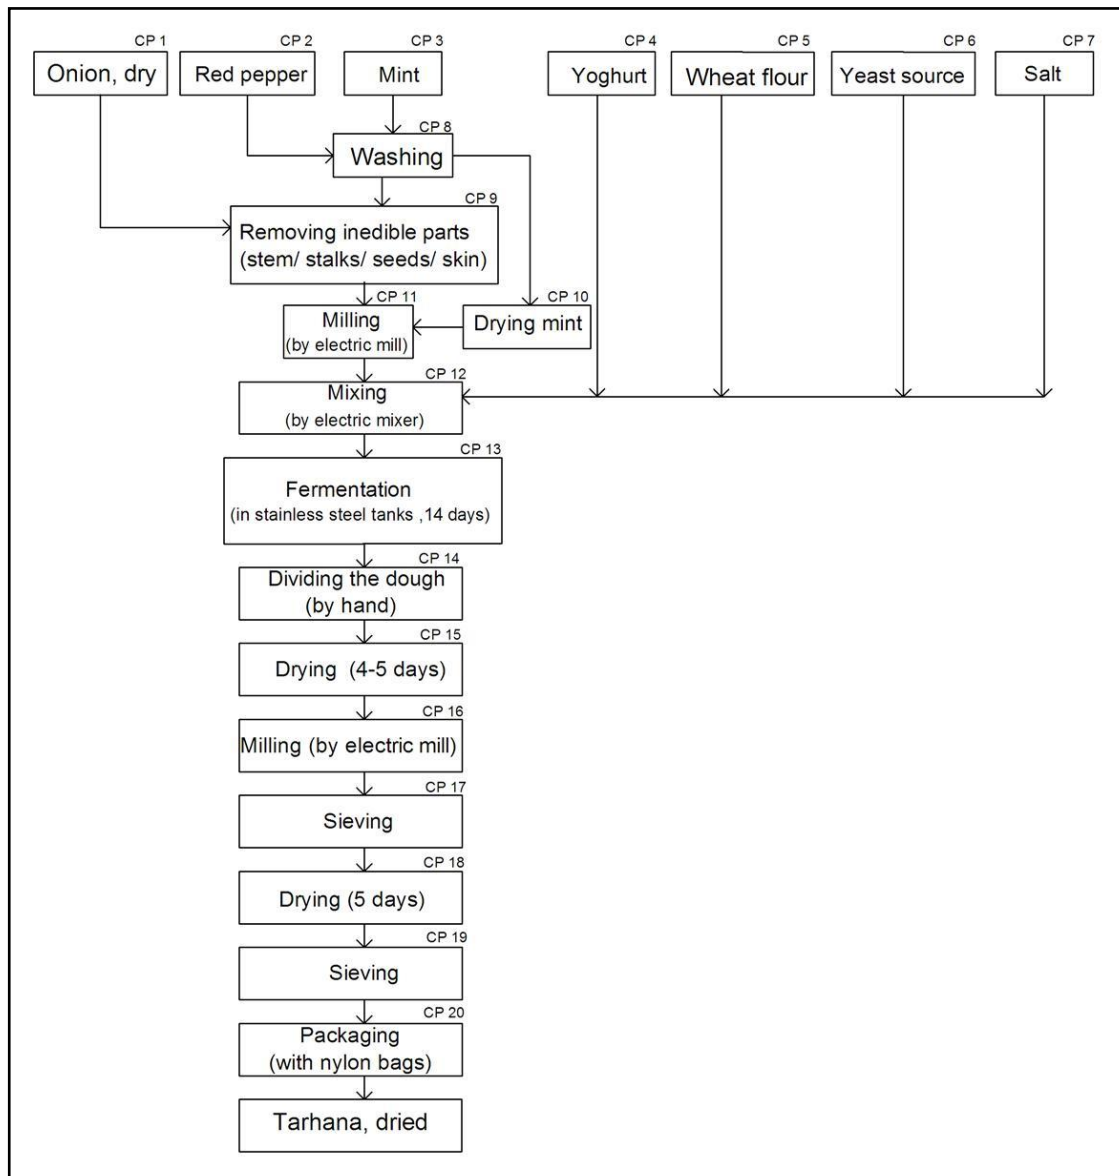 CP 1
CP 2
CP 3
CP 4
CP 5
CP 6
CP 7
Onion, dry
Red pepper
Mint
Yoghurt
Wheat flour
Yeast source
Salt
CP 8
Washing
CP 9
Removing inedible parts
(stem/ stalks/ seeds/ skin)
CP 11
CP 10
Milling
(by electric mill)
Drying mint
CP 12
Mixing
(by electric mixer)
CP 13
Fermentation
(in stainless steel tanks ,14 days)
CP 14
Dividing the dough
(by hand)
CP 15
Drying (4-5 days)
CP 16
Milling (by electric mill)
CP 17
Sieving
CP 18
Drying (5 days)
CP 19
Sieving
CP 20
Packaging
(with nylon bags)
Tarhana, dried